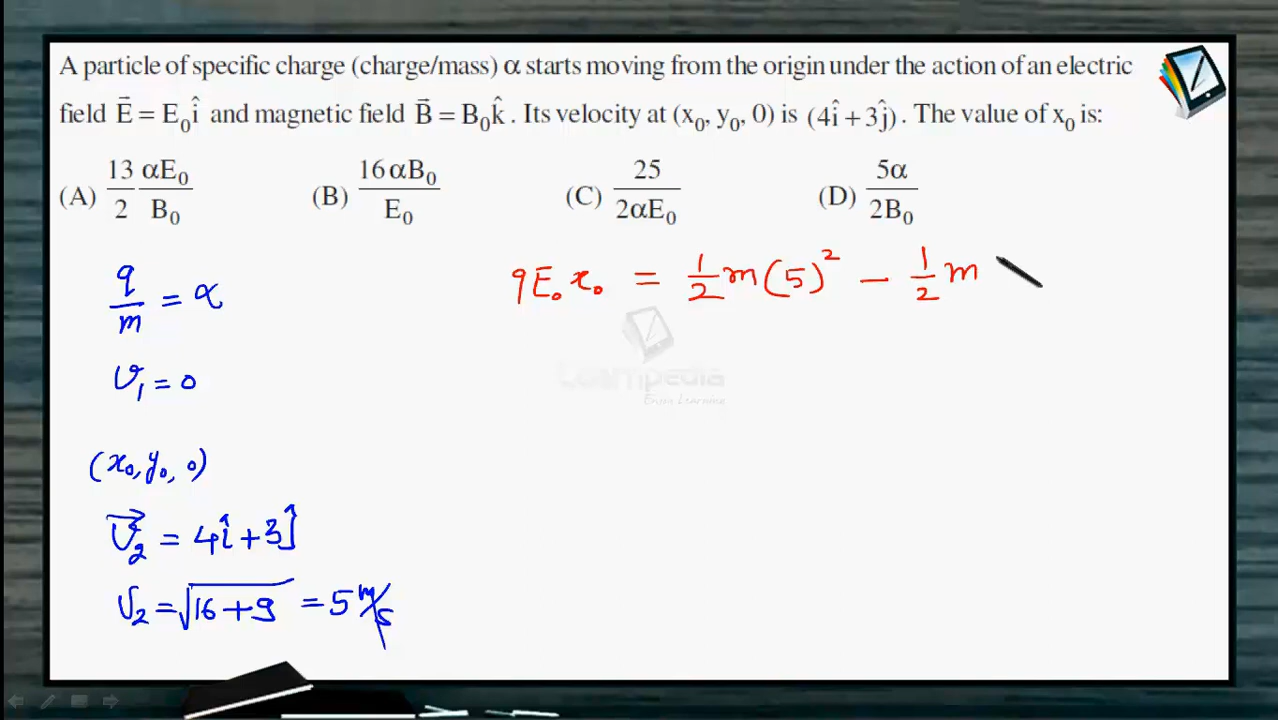 A particle of specific charge (charge/mass) α starts moving from the origin under the action of an electric
field E⃗ = E₀î and magnetic field B⃗ = B₀k̂ . Its velocity at (x₀, y₀, 0) is (4î + 3ĵ) . The value of x₀ is:
(A) 13/2 αE₀/B₀ (B) 16αB₀/E₀ (C) 25/2αE₀ (D) 5α/2B₀
q/m = α
qE₀x₀ = 1/2 m(5)² − 1/2 m
v₁ = 0
Learnpedia
Enjoy Learning
(x₀, y₀, 0)
v⃗₂ = 4î + 3ĵ
v₂ = √16 + 9 = 5 m/s